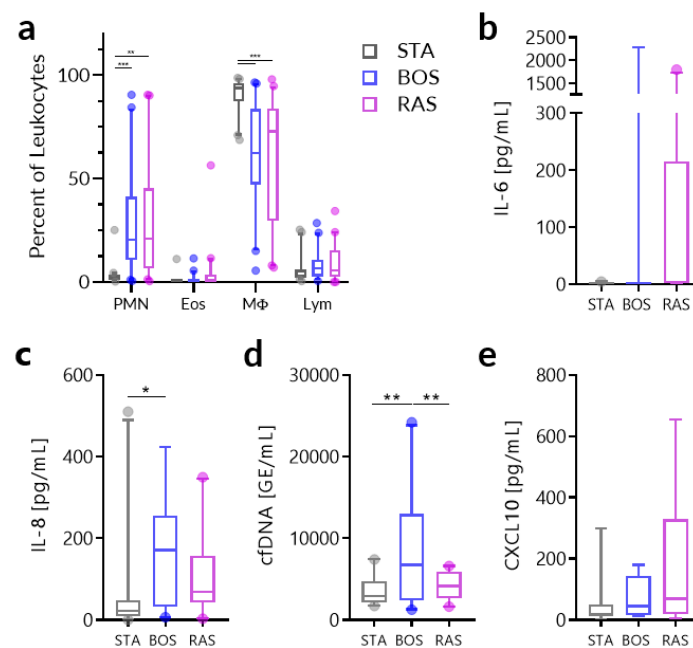 a
Percent of Leukocytes
100
50
0
PMN Eos MΦ Lym
** 
***
***
STA
BOS
RAS
b
IL-6 [pg/mL]
2500
2000
1500
300
200
100
0
STA BOS RAS
c
IL-8 [pg/mL]
600
400
200
0
*
STA BOS RAS
d
cfDNA [GE/mL]
30000
20000
10000
0
** **
STA BOS RAS
e
CXCL10 [pg/mL]
800
600
400
200
0
STA BOS RAS